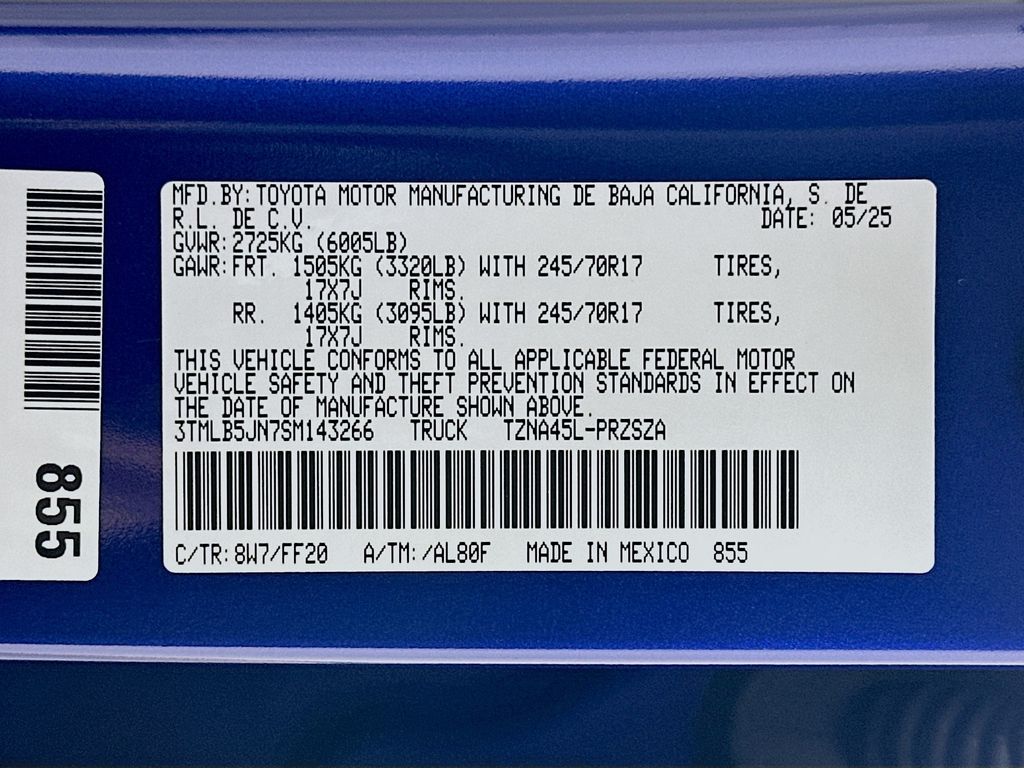 MFD.BY: TOYOTA MOTOR MANUFACTURING DE BAJA CALIFORNIA, S. DE
R.L. DE C.V. DATE: 05/25
GVWR: 2725KG (6005LB)
GAWR: FRT. 1505KG (3320LB) WITH 245/70R17 TIRES,
17X7J RIMS.
RR. 1405KG (3095LB) WITH 245/70R17 TIRES,
17X7J RIMS.
THIS VEHICLE CONFORMS TO ALL APPLICABLE FEDERAL MOTOR
VEHICLE SAFETY AND THEFT PREVENTION STANDARDS IN EFFECT ON
THE DATE OF MANUFACTURE SHOWN ABOVE.
3TMLB5JN7SM143266 TRUCK TZNA45L-PRZSZA
C/TR: 8W7/FF20 A/TM: /AL80F MADE IN MEXICO 855
855